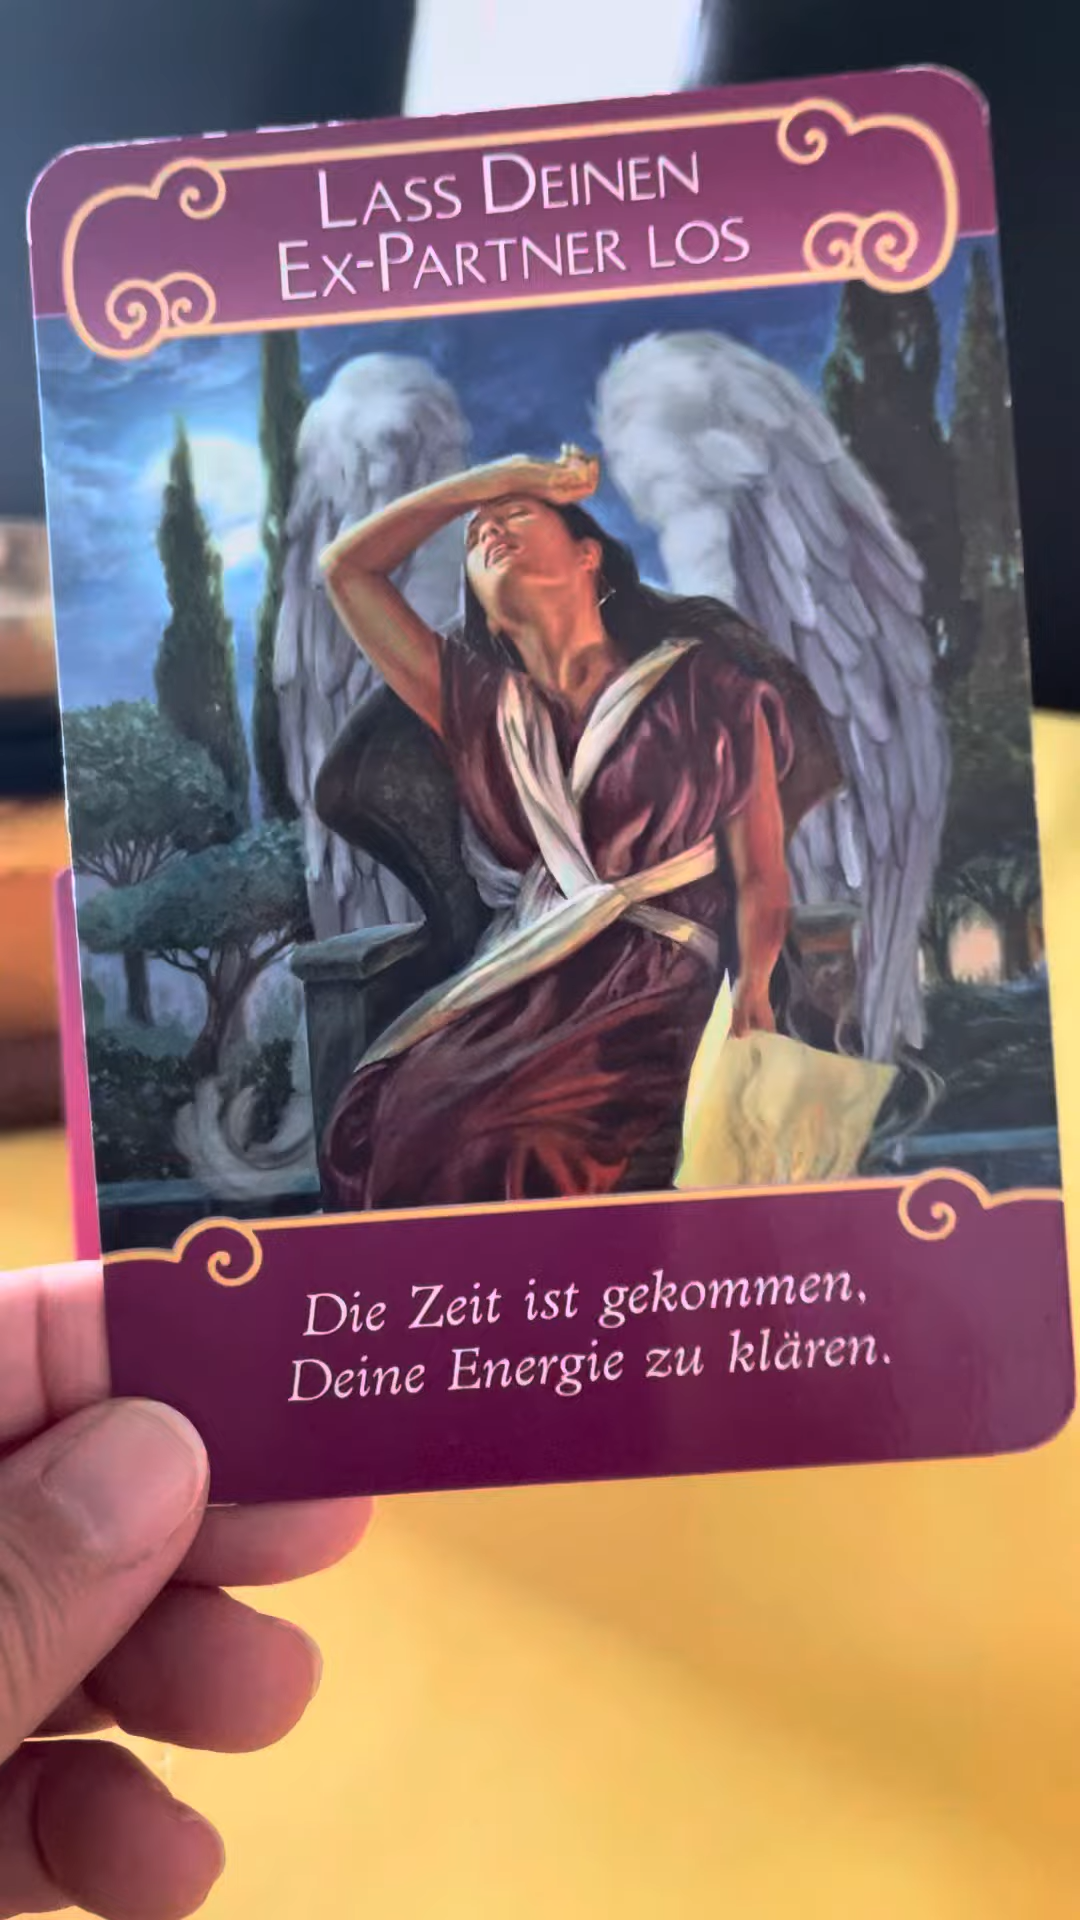 LASS DEINEN
EX-PARTNER LOS
Die Zeit ist gekommen,
Deine Energie zu klären.